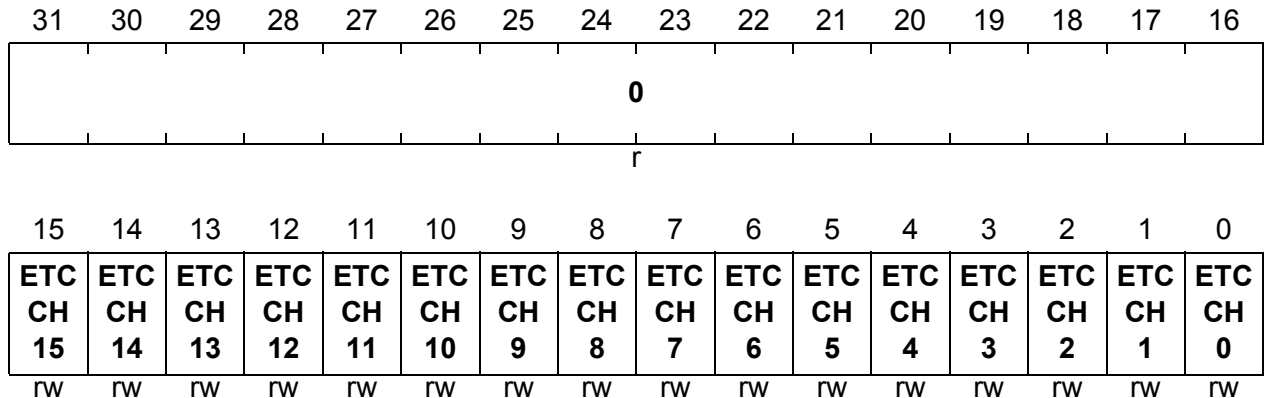 31 30 29 28 27 26 25 24 23 22 21 20 19 18 17 16
0
r
15 14 13 12 11 10 9 8 7 6 5 4 3 2 1 0
ETC ETC ETC ETC ETC ETC ETC ETC ETC ETC ETC ETC ETC ETC ETC ETC
CH CH CH CH CH CH CH CH CH CH CH CH CH CH CH CH
15 14 13 12 11 10 9 8 7 6 5 4 3 2 1 0
rw rw rw rw rw rw rw rw rw rw rw rw rw rw rw rw